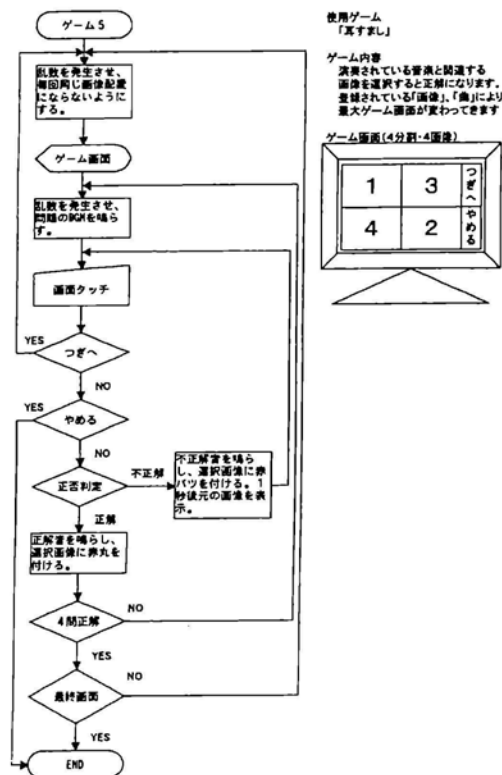 ゲーム5
乱数を発生させ、
毎回同じ画像配置
にならないように
する。
ゲーム画面
乱数を発生させ、
問題のBGMを鳴ら
す。
画面タッチ
YES
つぎへ
NO
YES
やめる
NO
正否判定
不正解
不正解音を鳴ら
し、選択画像に赤
バツを付ける。1
秒後元の画像を表
示。
正解
正解音を鳴らし、
選択画像に赤丸を
付ける。
4問正解
NO
YES
最終画面
NO
YES
END
使用ゲーム
「耳すまし」
ゲーム内容
演奏されている音楽と関連する
画像を選択すると正解になります。
登録されている「画像」、「曲」により
最大ゲーム画面が変わってきます
ゲーム画面(4分割・4画像)
1
3
つぎへ
4
2
やめる